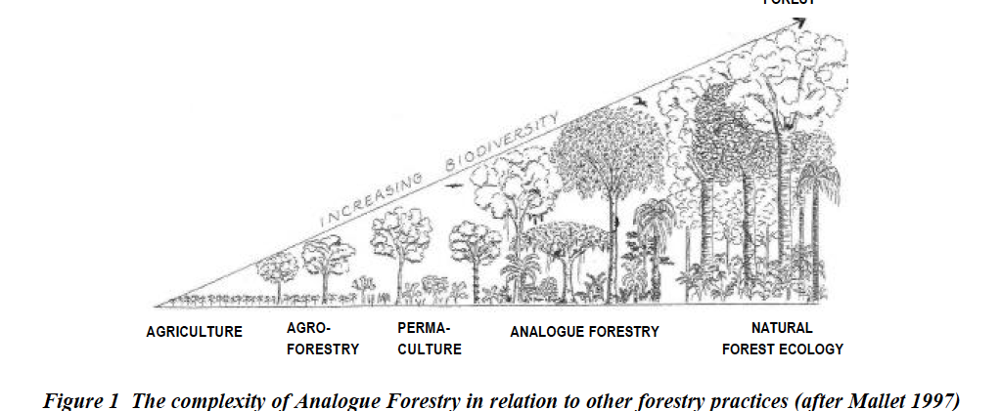 FOREST
INCREASING BIODIVERSITY
AGRICULTURE
AGRO-
FORESTRY
PERMA-
CULTURE
ANALOGUE FORESTRY
NATURAL
FOREST ECOLOGY
Figure 1 The complexity of Analogue Forestry in relation to other forestry practices (after Mallet 1997)